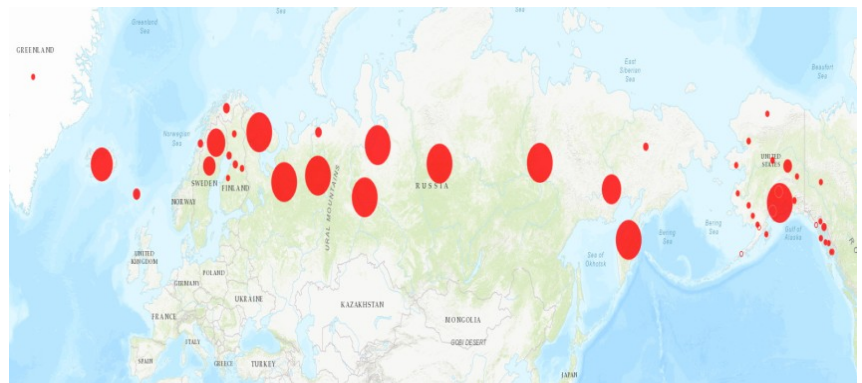 Greenland
Sea
GREENLAND
East
Siberian
Sea
Beaufort
Sea
Norwegian
Sea
UNITED
STATES
SWEDEN
FINLAND
RUSSIA
NORWAY
URAL MOUNTAINS
Bering
Sea
Bering
Sea
Gulf of
Alaska
Sea of
Okhotsk
UNITED
KINGDOM
POLAND
GERMANY
UKRAINE
KAZAKHSTAN
FRANCE
MONGOLIA
GOBI DESERT
ITALY
SPAIN
GREECE
TURKEY
JAPAN